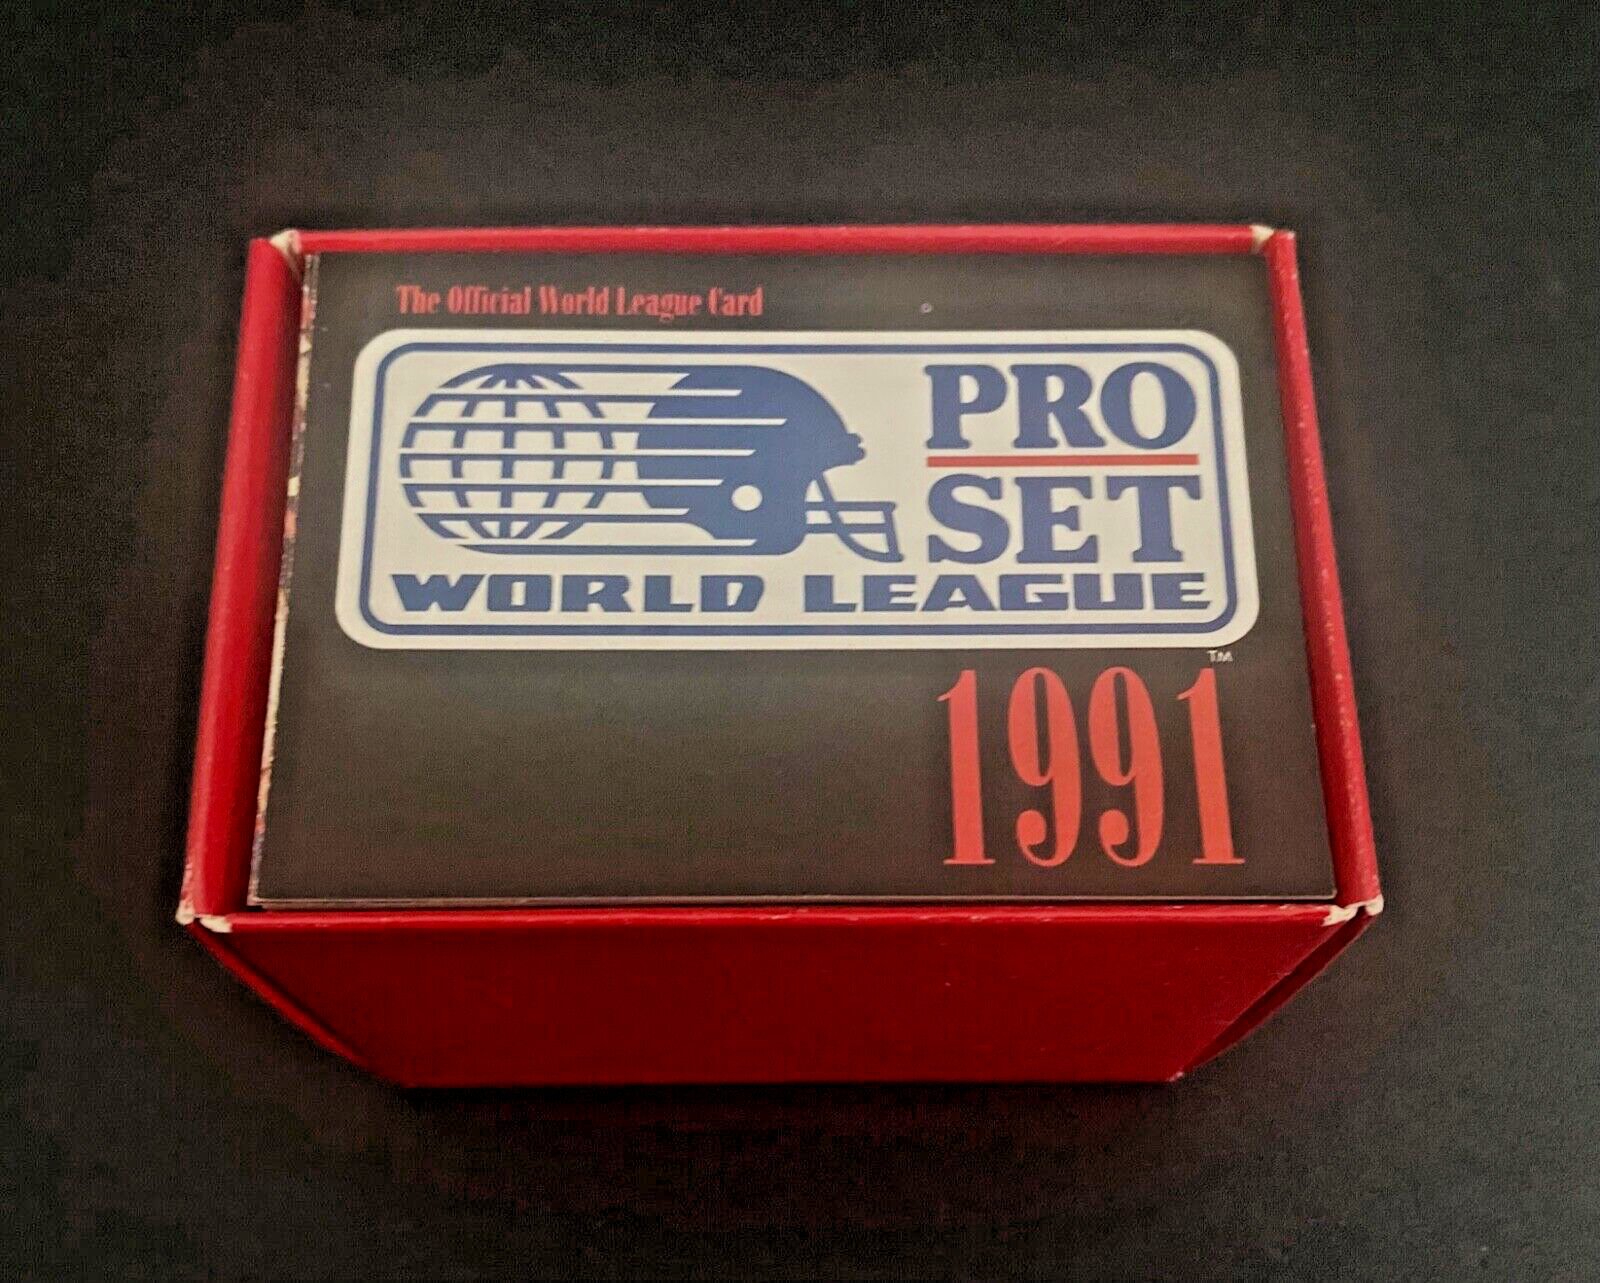 The Official World League Card
PRO
SET
WORLD LEAGUE
TM
1991